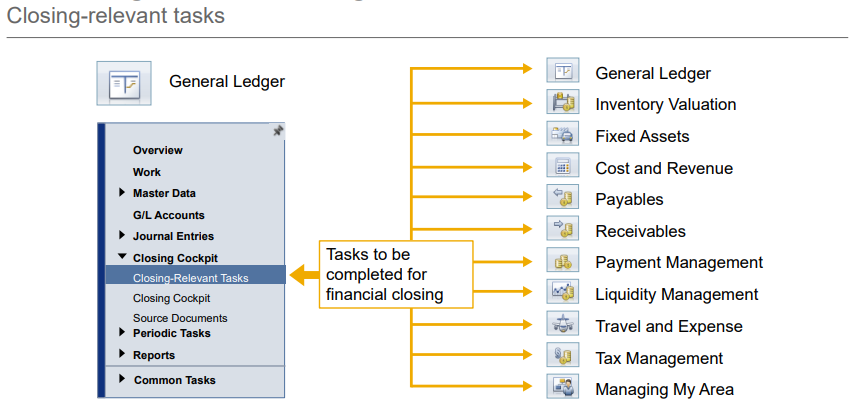 Closing-relevant tasks
General Ledger
Overview
Work
Master Data
G/L Accounts
Journal Entries
Closing Cockpit
Closing-Relevant Tasks
Closing Cockpit
Source Documents
Periodic Tasks
Reports
Common Tasks
Tasks to be
completed for
financial closing
General Ledger
Inventory Valuation
Fixed Assets
Cost and Revenue
Payables
Receivables
Payment Management
Liquidity Management
Travel and Expense
Tax Management
Managing My Area